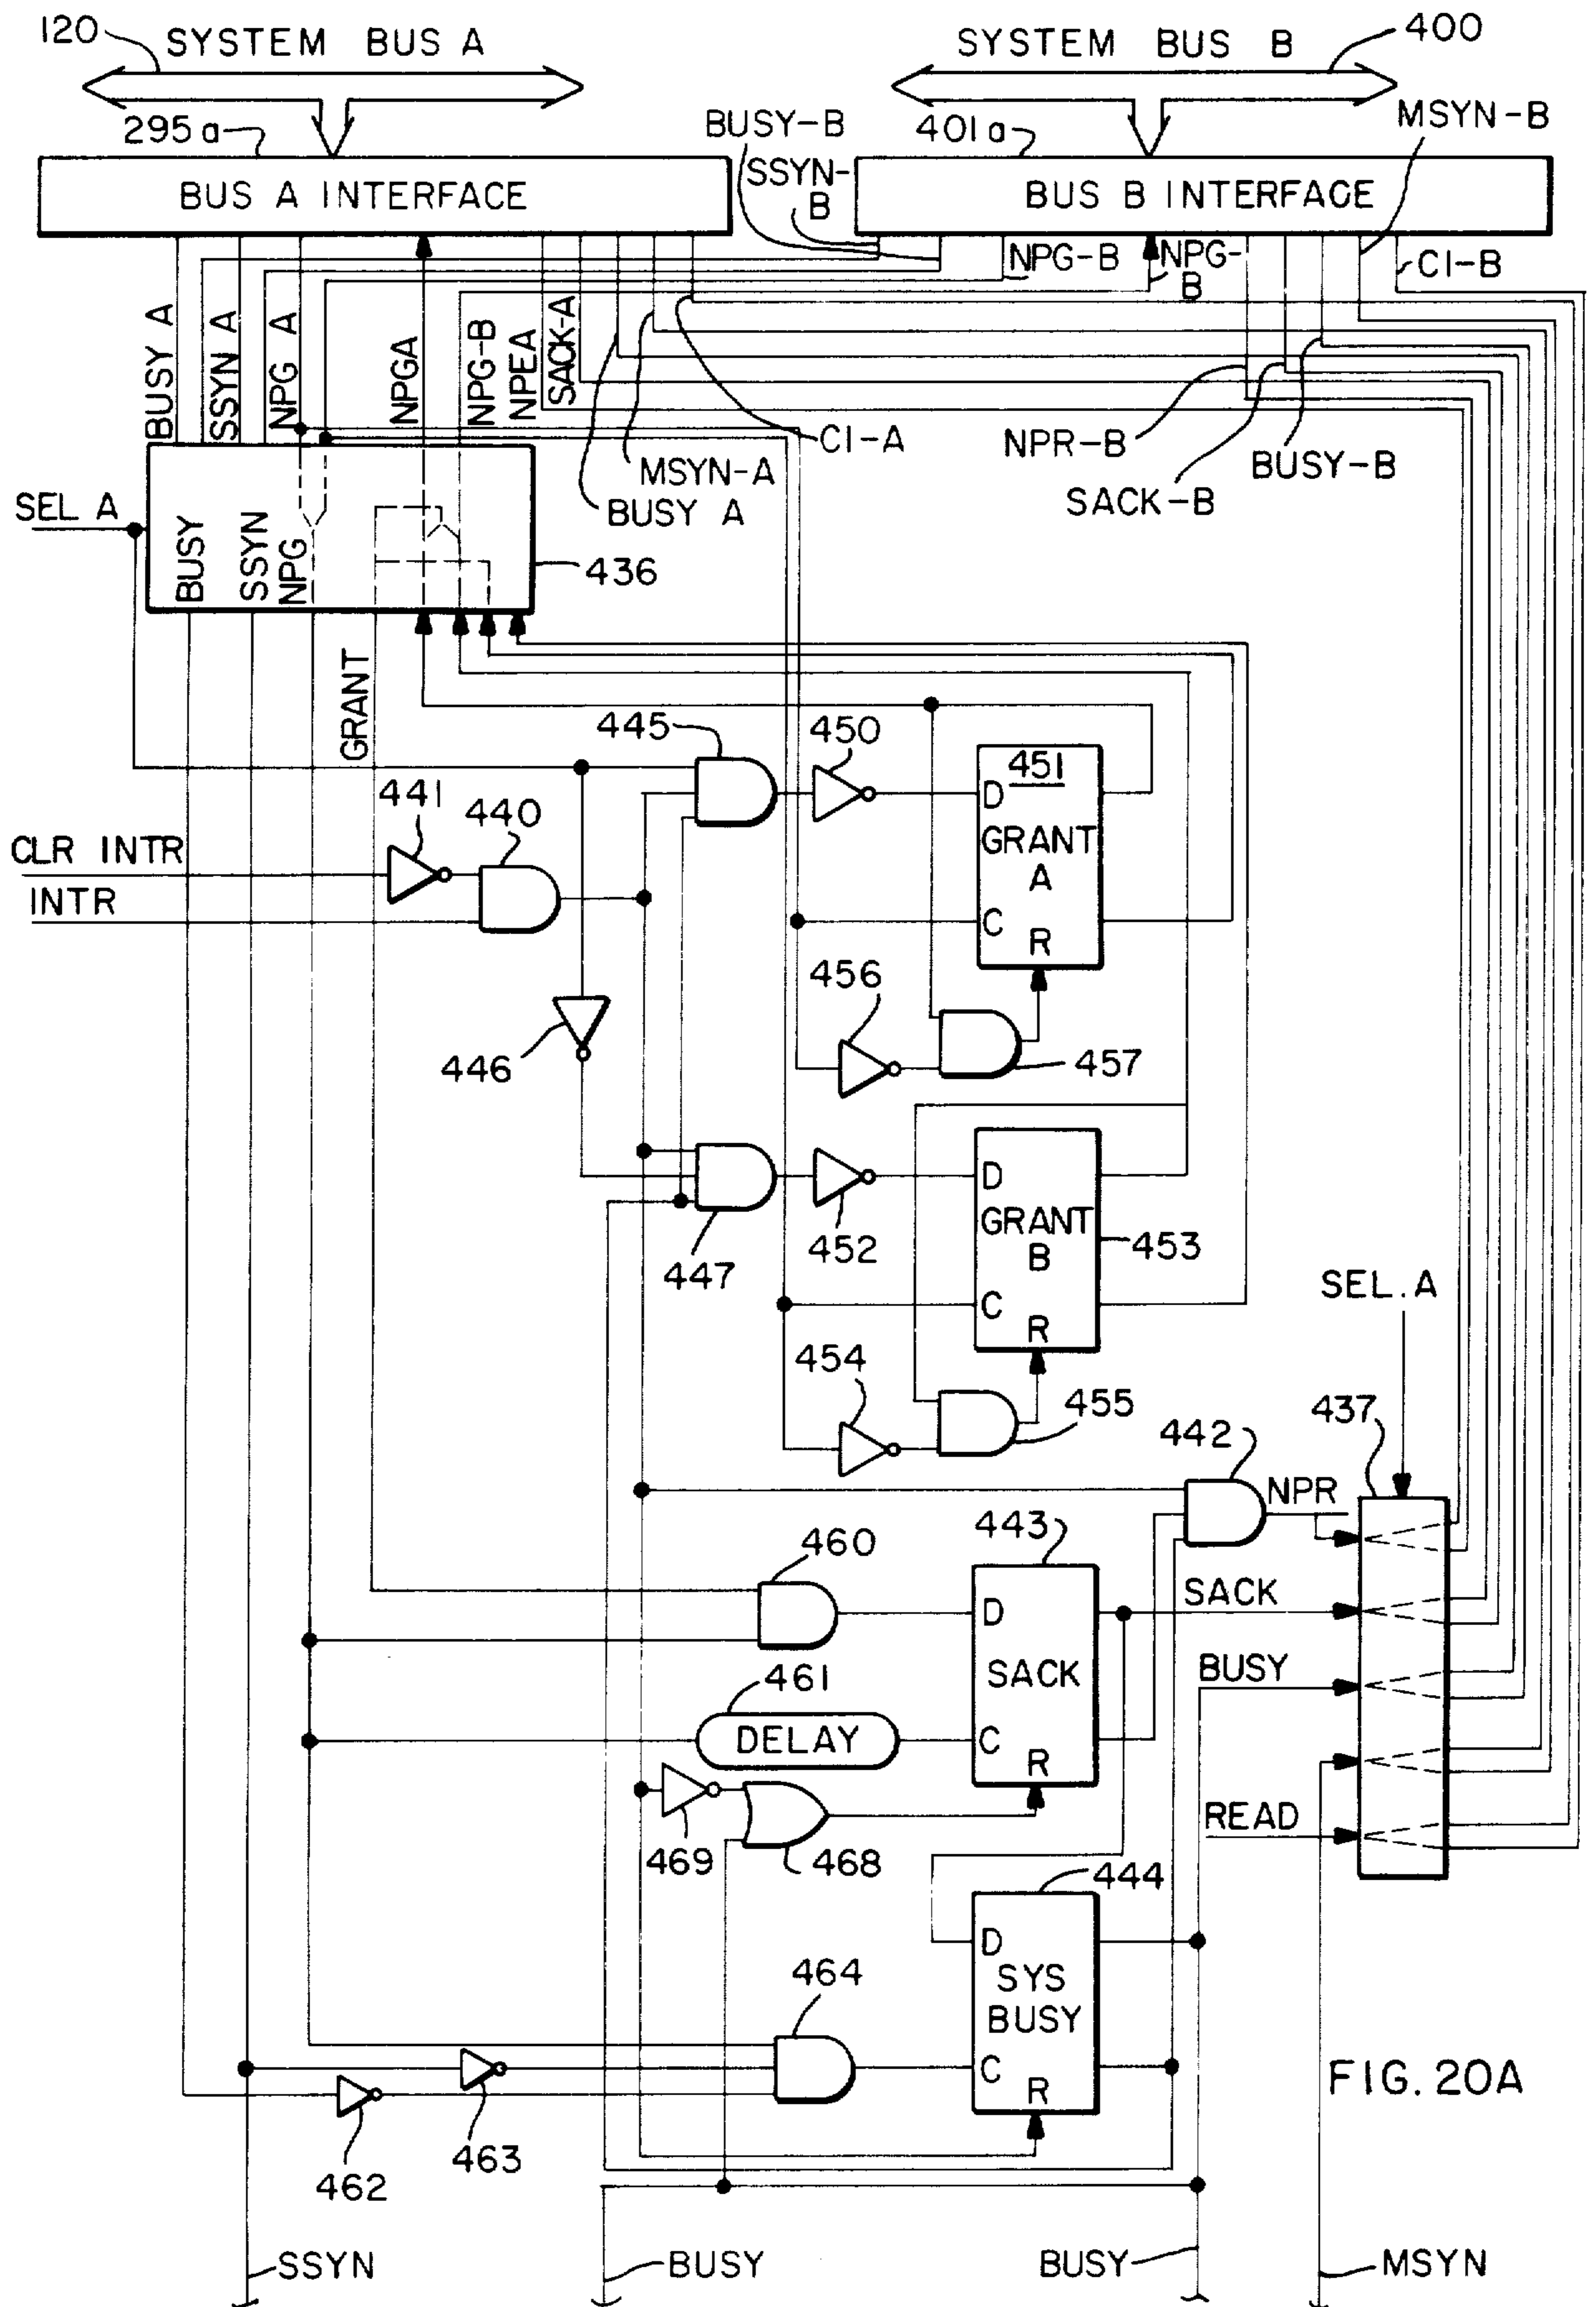 120
SYSTEM BUS A
SYSTEM BUS B
400
295a
BUSY-B
SSYN-
B
401a
MSYN-B
BUS A INTERFACE
BUS B INTERFACE
BUSY A
SSYN A
NPG A
NPGA
NPG-B
NPEA
SACK-A
NPG-B
NPG-
B
CI-B
CI-A
MSYN-A
BUSY A
NPR-B
SACK-B
BUSY-B
SEL A
BUSY
SSYN
NPG
436
GRANT
445
450
451
D
GRANT
A
C
R
441
440
CLR INTR
INTR
456
446
457
D
GRANT
B
C
R
453
447
452
SEL.A
454
455
442
437
NPR
443
460
D
SACK
C
R
SACK
461
DELAY
BUSY
READ
469
468
444
D
SYS
BUSY
C
R
464
FIG. 20A
463
462
SSYN
BUSY
BUSY
MSYN